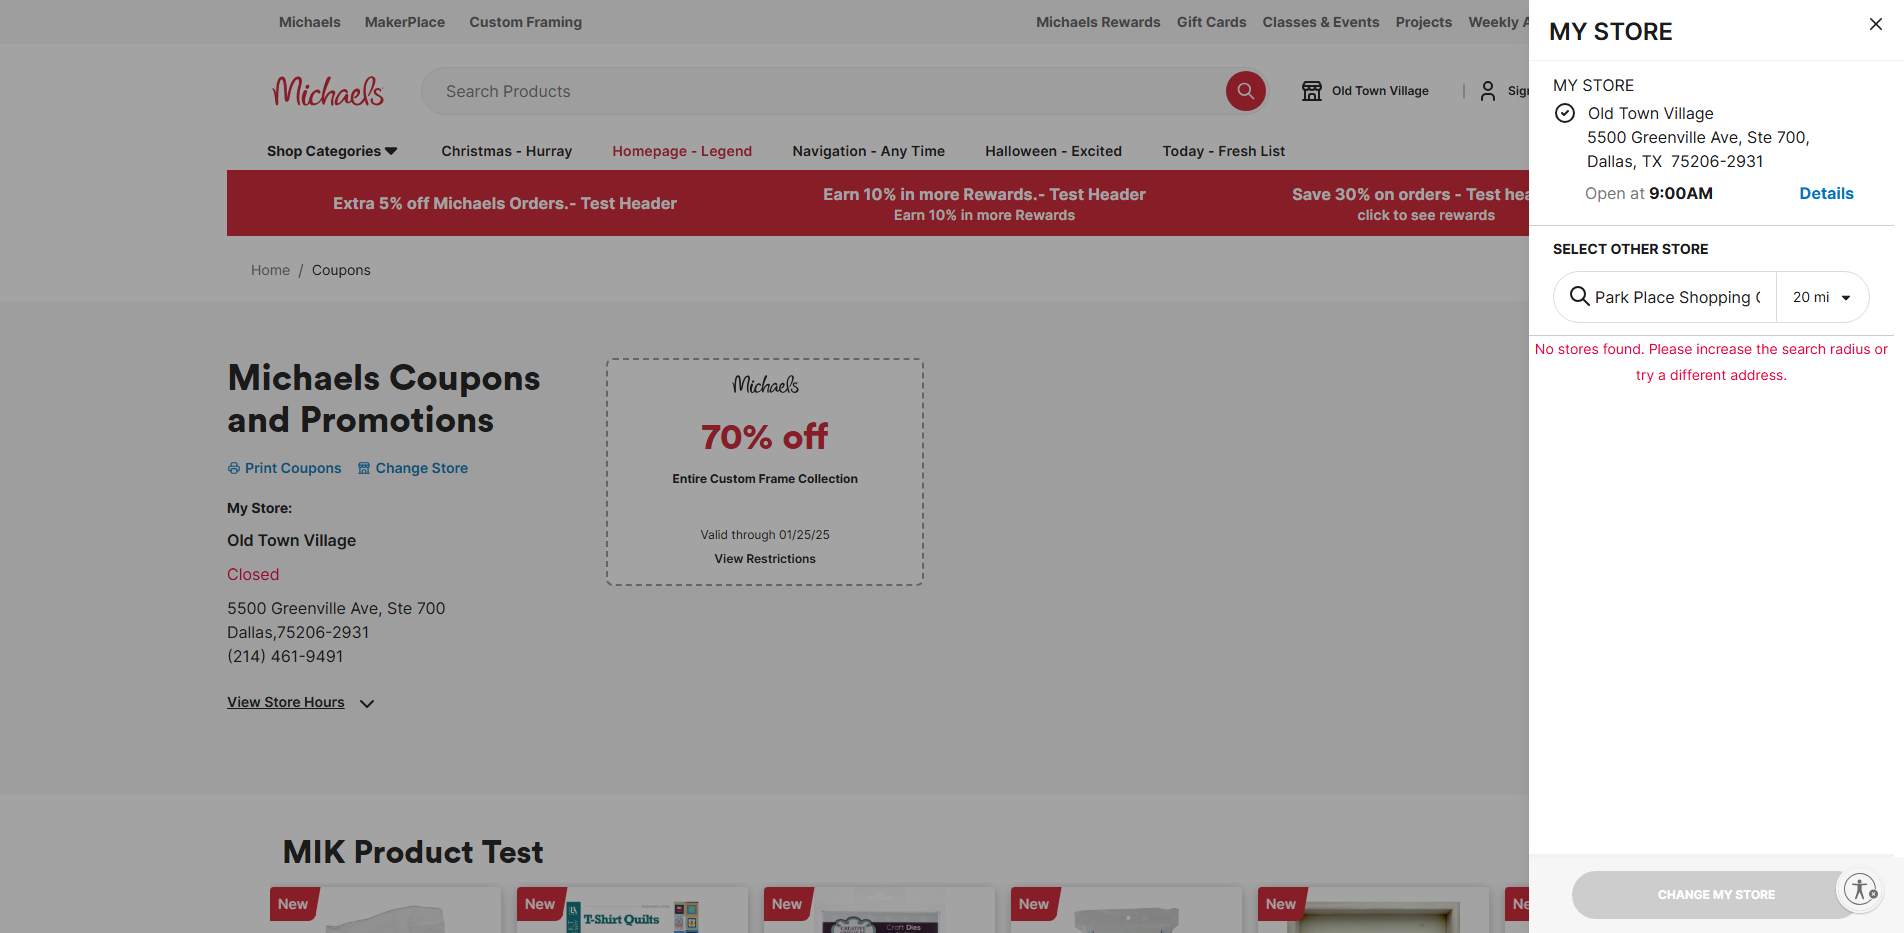 Michaels MakerPlace Custom Framing
Michaels Rewards Gift Cards Classes & Events Projects Weekly
Michaels
Search Products
Old Town Village
Shop Categories Christmas - Hurray Homepage - Legend Navigation - Any Time Halloween - Excited Today - Fresh List
Extra 5% off Michaels Orders.- Test Header
Earn 10% in more Rewards.- Test Header
Earn 10% in more Rewards
Save 30% on orders - Test
click to see rewards
Home / Coupons
Michaels Coupons
and Promotions
Print Coupons Change Store
My Store:
Old Town Village
Closed
5500 Greenville Ave, Ste 700
Dallas,75206-2931
(214) 461-9491
View Store Hours
Michaels
70% off
Entire Custom Frame Collection
Valid through 01/25/25
View Restrictions
MIK Product Test
New
New
T-Shirt Quilts
New
Craft Dies
New
New
MY STORE
MY STORE
Old Town Village
5500 Greenville Ave, Ste 700,
Dallas, TX 75206-2931
Open at 9:00AM Details
SELECT OTHER STORE
Park Place Shopping
20 mi
No stores found. Please increase the search radius or
try a different address.
CHANGE MY STORE